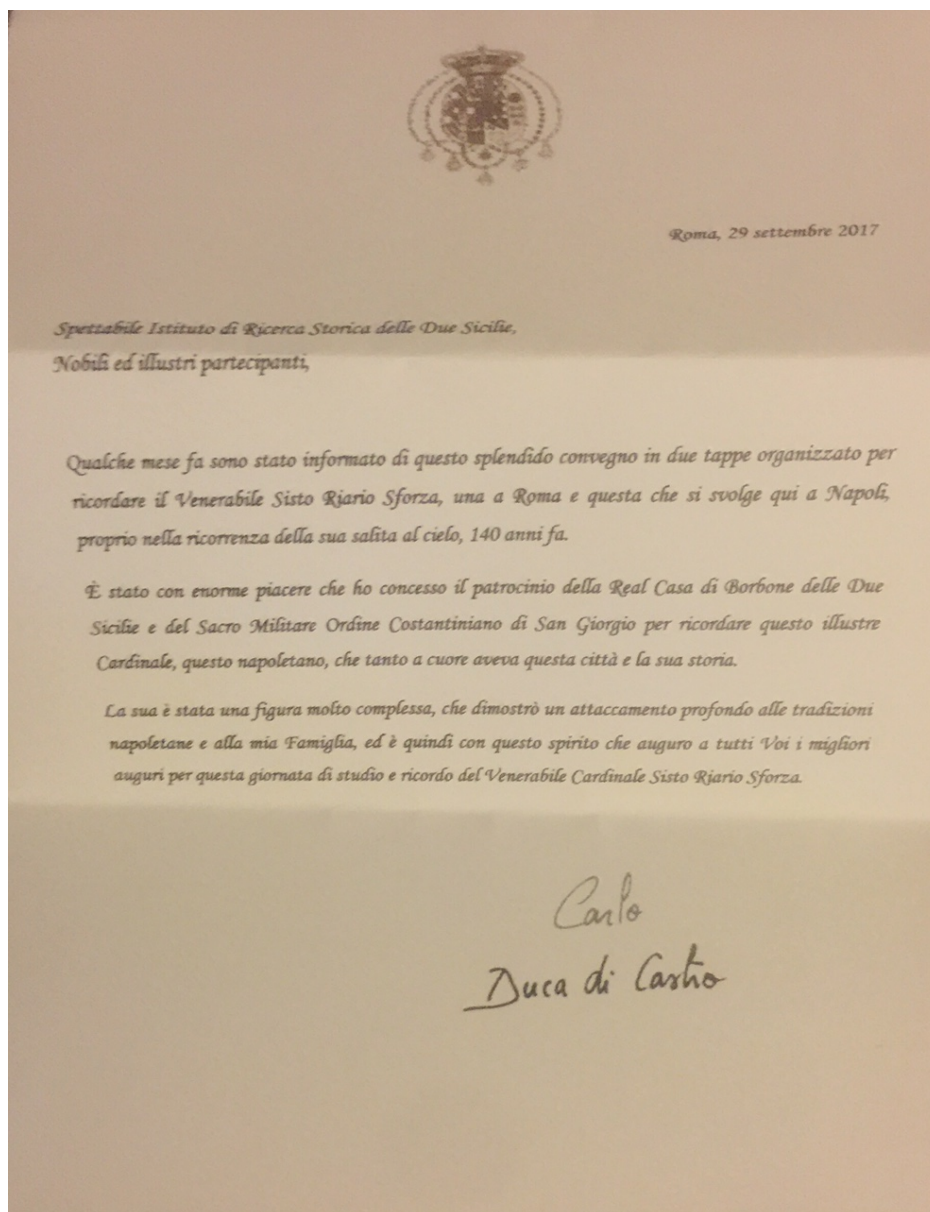 Roma, 29 settembre 2017
Spettabile Istituto di Ricerca Storica delle Due Sicilie,
Nobili ed illustri partecipanti,
Qualche mese fa sono stato informato di questo splendido convegno in due tappe organizzato per
ricordare il Venerabile Sisto Riario Sforza, una a Roma e questa che si svolge qui a Napoli,
proprio nella ricorrenza della sua salita al cielo, 140 anni fa.
È stato con enorme piacere che ho concesso il patrocinio della Real Casa di Borbone delle Due
Sicilie e del Sacro Militare Ordine Costantiniano di San Giorgio per ricordare questo illustre
Cardinale, questo napoletano, che tanto a cuore aveva questa città e la sua storia.
La sua è stata una figura molto complessa, che dimostrò un attaccamento profondo alle tradizioni
napoletane e alla mia Famiglia, ed è quindi con questo spirito che auguro a tutti Voi i migliori
auguri per questa giornata di studio e ricordo del Venerabile Cardinale Sisto Riario Sforza.
Carlo
Duca di Castro